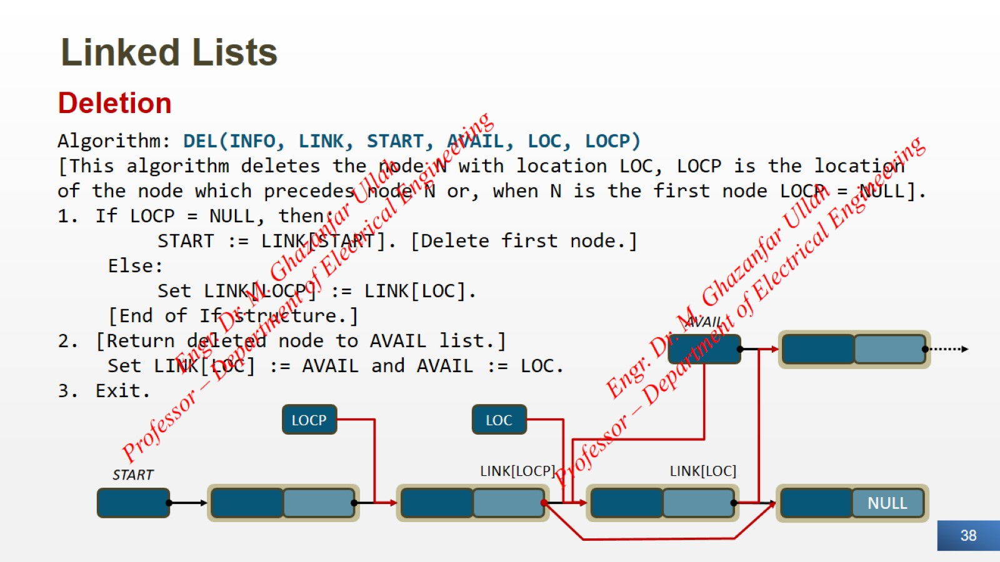 Linked Lists
Deletion
Algorithm: DEL(INFO, LINK, START, AVAIL, LOC, LOCP)
[This algorithm deletes the node N with location LOC, LOCP is the location
of the node which precedes node N or, when N is the first node LOCP = NULL].
1. If LOCP = NULL, then:
START := LINK[START]. [Delete first node.]
Else:
Set LINK[LOCP] := LINK[LOC].
[End of If structure.]
2. [Return deleted node to AVAIL list.]
Set LINK[LOC] := AVAIL and AVAIL := LOC.
3. Exit.
AVAIL
LOCP
LOC
START
LINK[LOCP]
LINK[LOC]
NULL
38
Engr. Dr. M. Ghazanfar Ullah
Professor – Department of Electrical Engineering
Engr. Dr. M. Ghazanfar Ullah
Professor – Department of Electrical Engineering